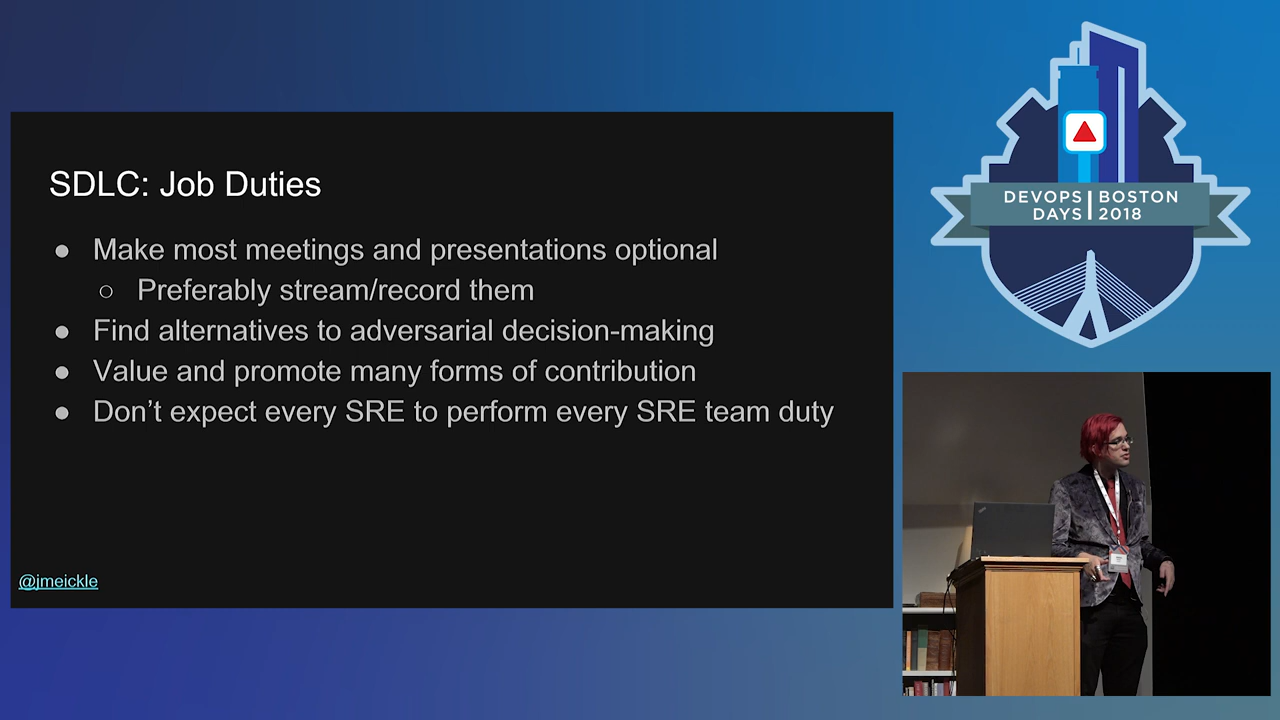 SDLC: Job Duties
● Make most meetings and presentations optional
○ Preferably stream/record them
● Find alternatives to adversarial decision-making
● Value and promote many forms of contribution
● Don’t expect every SRE to perform every SRE team duty
@jmeickle
DEVOPS DAYS
BOSTON 2018